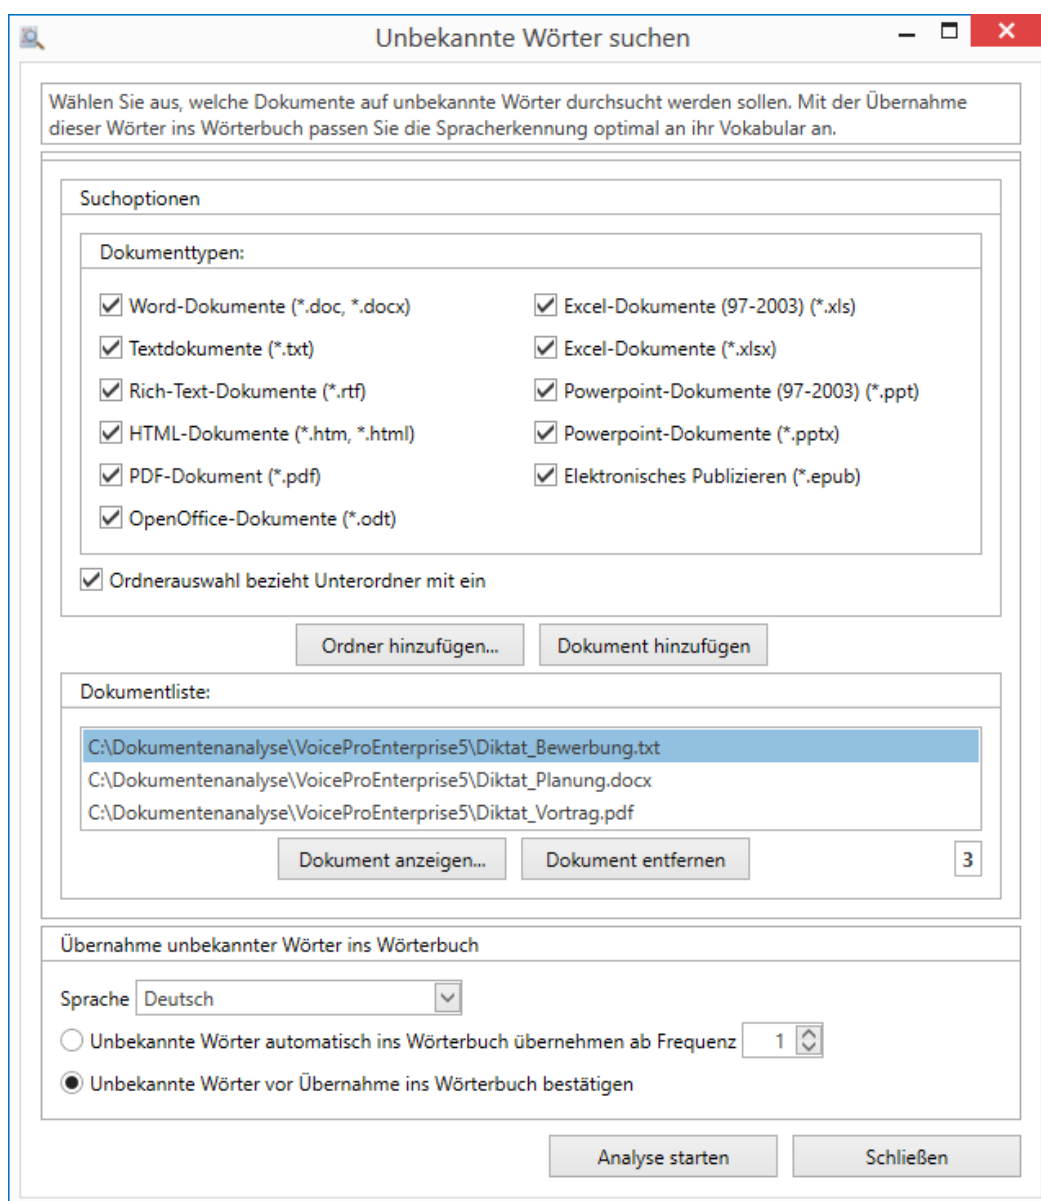 Unbekannte Wörter suchen
Wählen Sie aus, welche Dokumente auf unbekannte Wörter durchsucht werden sollen. Mit der Übernahme
dieser Wörter ins Wörterbuch passen Sie die Spracherkennung optimal an ihr Vokabular an.
Suchoptionen
Dokumenttypen:
Word-Dokumente (*.doc, *.docx)
Textdokumente (*.txt)
Rich-Text-Dokumente (*.rtf)
HTML-Dokumente (*.htm, *.html)
PDF-Dokument (*.pdf)
OpenOffice-Dokumente (*.odt)
Excel-Dokumente (97-2003) (*.xls)
Excel-Dokumente (*.xlsx)
Powerpoint-Dokumente (97-2003) (*.ppt)
Powerpoint-Dokumente (*.pptx)
Elektronisches Publizieren (*.epub)
Ordnerauswahl bezieht Unterordner mit ein
Ordner hinzufügen...
Dokument hinzufügen
Dokumentliste:
C:\Dokumentenanalyse\VoiceProEnterprise5\Diktat_Bewerbung.txt
C:\Dokumentenanalyse\VoiceProEnterprise5\Diktat_Planung.docx
C:\Dokumentenanalyse\VoiceProEnterprise5\Diktat_Vortrag.pdf
Dokument anzeigen...
Dokument entfernen
3
Übernahme unbekannter Wörter ins Wörterbuch
Sprache Deutsch
Unbekannte Wörter automatisch ins Wörterbuch übernehmen ab Frequenz 1
Unbekannte Wörter vor Übernahme ins Wörterbuch bestätigen
Analyse starten
Schließen